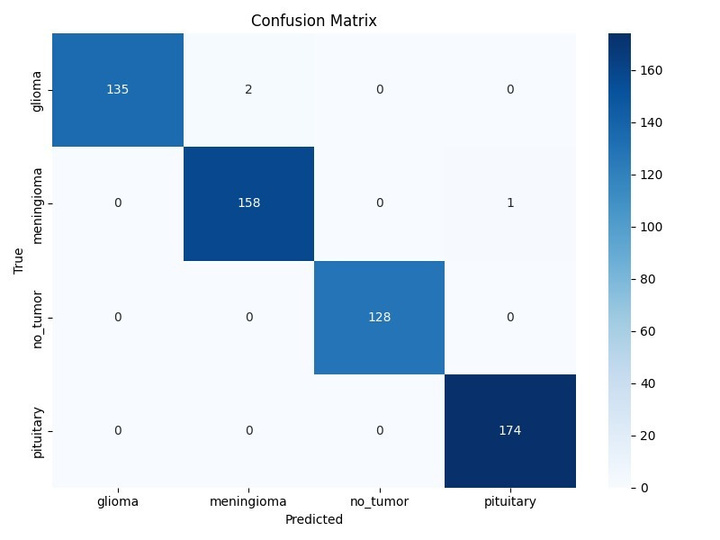 Confusion Matrix
True
glioma 135 2 0 0
meningioma 0 158 0 1
no_tumor 0 0 128 0
pituitary 0 0 0 174
glioma meningioma no_tumor pituitary
Predicted
160
140
120
100
80
60
40
20
0